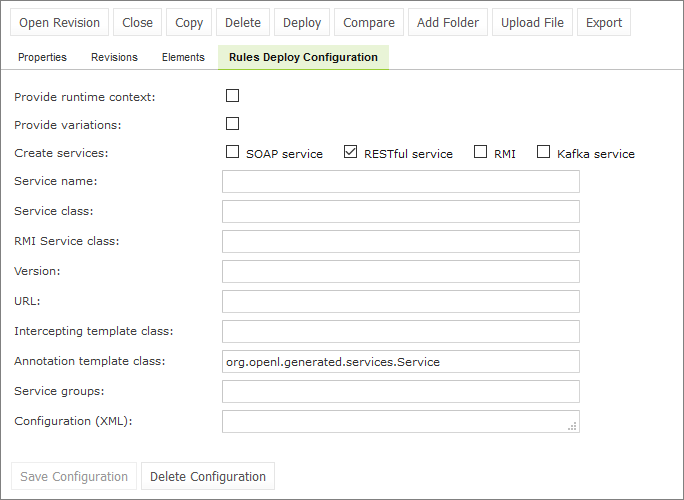 Open Revision Close Copy Delete Deploy Compare Add Folder Upload File Export
Properties Revisions Elements Rules Deploy Configuration
Provide runtime context:
Provide variations:
Create services: SOAP service RESTful service RMI Kafka service
Service name:
Service class:
RMI Service class:
Version:
URL:
Intercepting template class:
Annotation template class: org.openl.generated.services.Service
Service groups:
Configuration (XML):
Save Configuration Delete Configuration